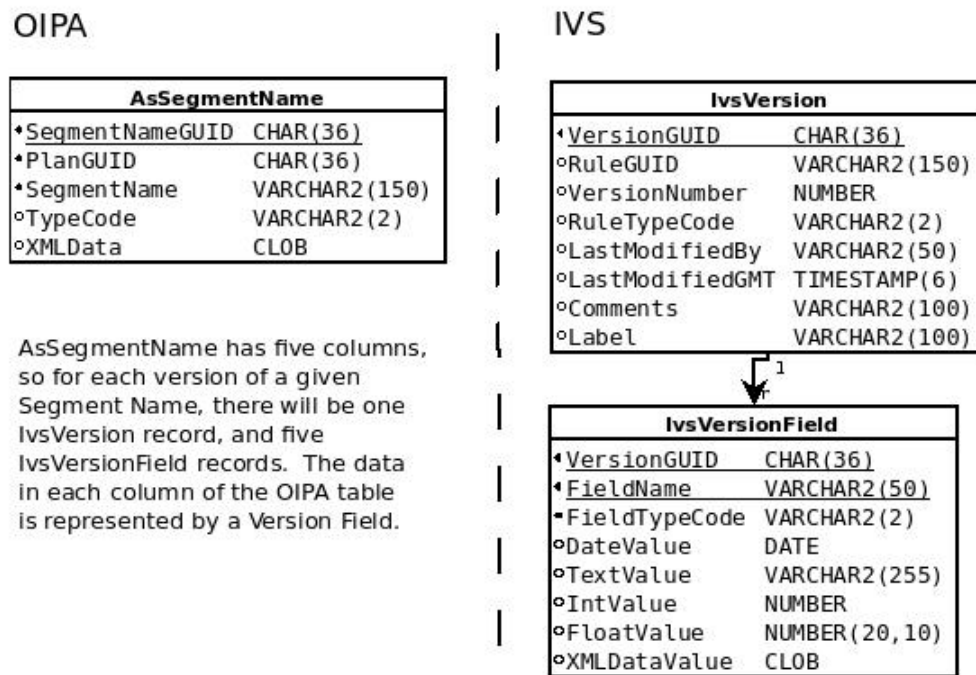 OIPA
AsSegmentName
SegmentNameGUID CHAR(36)
PlanGUID CHAR(36)
SegmentName VARCHAR2(150)
TypeCode VARCHAR2(2)
XMLData CLOB
AsSegmentName has five columns,
so for each version of a given
Segment Name, there will be one
IvsVersion record, and five
IvsVersionField records. The data
in each column of the OIPA table
is represented by a Version Field.
IVS
IvsVersion
VersionGUID CHAR(36)
RuleGUID VARCHAR2(150)
VersionNumber NUMBER
RuleTypeCode VARCHAR2(2)
LastModifiedBy VARCHAR2(50)
LastModifiedGMT TIMESTAMP(6)
Comments VARCHAR2(100)
Label VARCHAR2(100)
1
IvsVersionField
VersionGUID CHAR(36)
FieldName VARCHAR2(50)
FieldTypeCode VARCHAR2(2)
DateValue DATE
TextValue VARCHAR2(255)
IntValue NUMBER
FloatValue NUMBER(20,10)
XMLDataValue CLOB